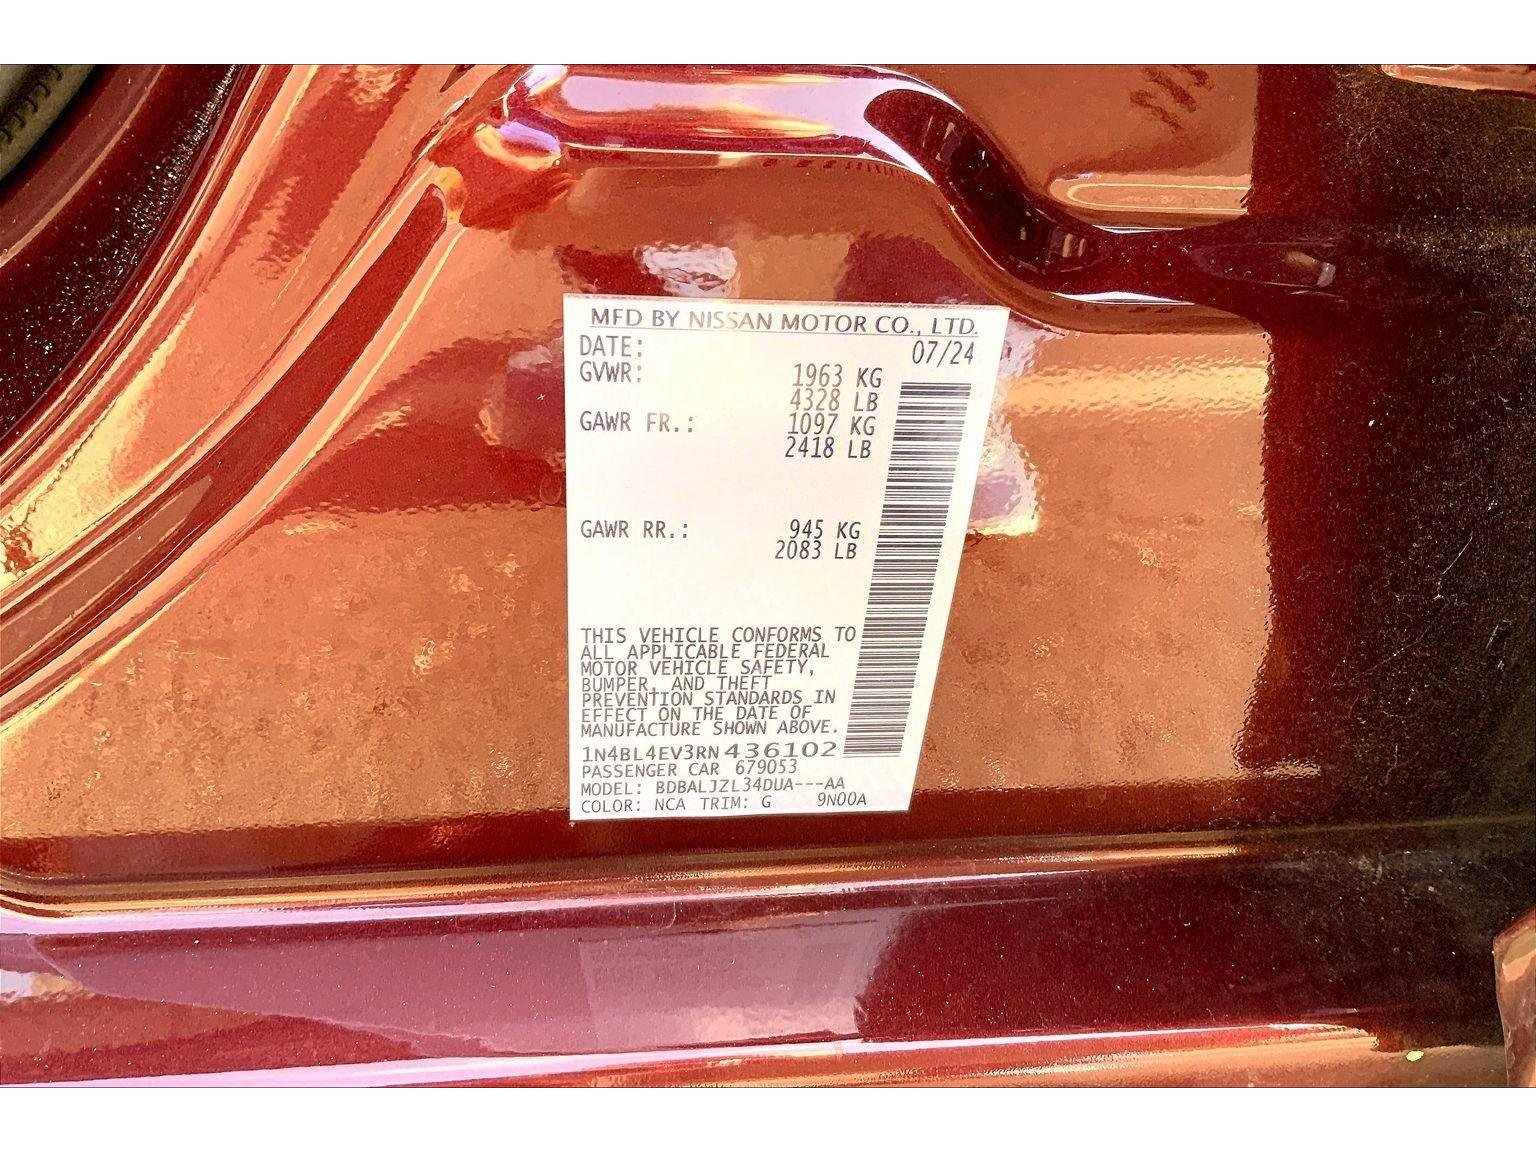 MFD BY NISSAN MOTOR CO., LTD.
DATE: 07/24
GVWR: 1963 KG
4328 LB
GAWR FR.: 1097 KG
2418 LB
GAWR RR.: 945 KG
2083 LB
THIS VEHICLE CONFORMS TO
ALL APPLICABLE FEDERAL
MOTOR VEHICLE SAFETY,
BUMPER, AND THEFT
PREVENTION STANDARDS IN
EFFECT ON THE DATE OF
MANUFACTURE SHOWN ABOVE.
1N4BL4EV3RN436102
PASSENGER CAR 679053
MODEL: BDBALJZL34DUA---AA
COLOR: NCA TRIM: G 9N00A